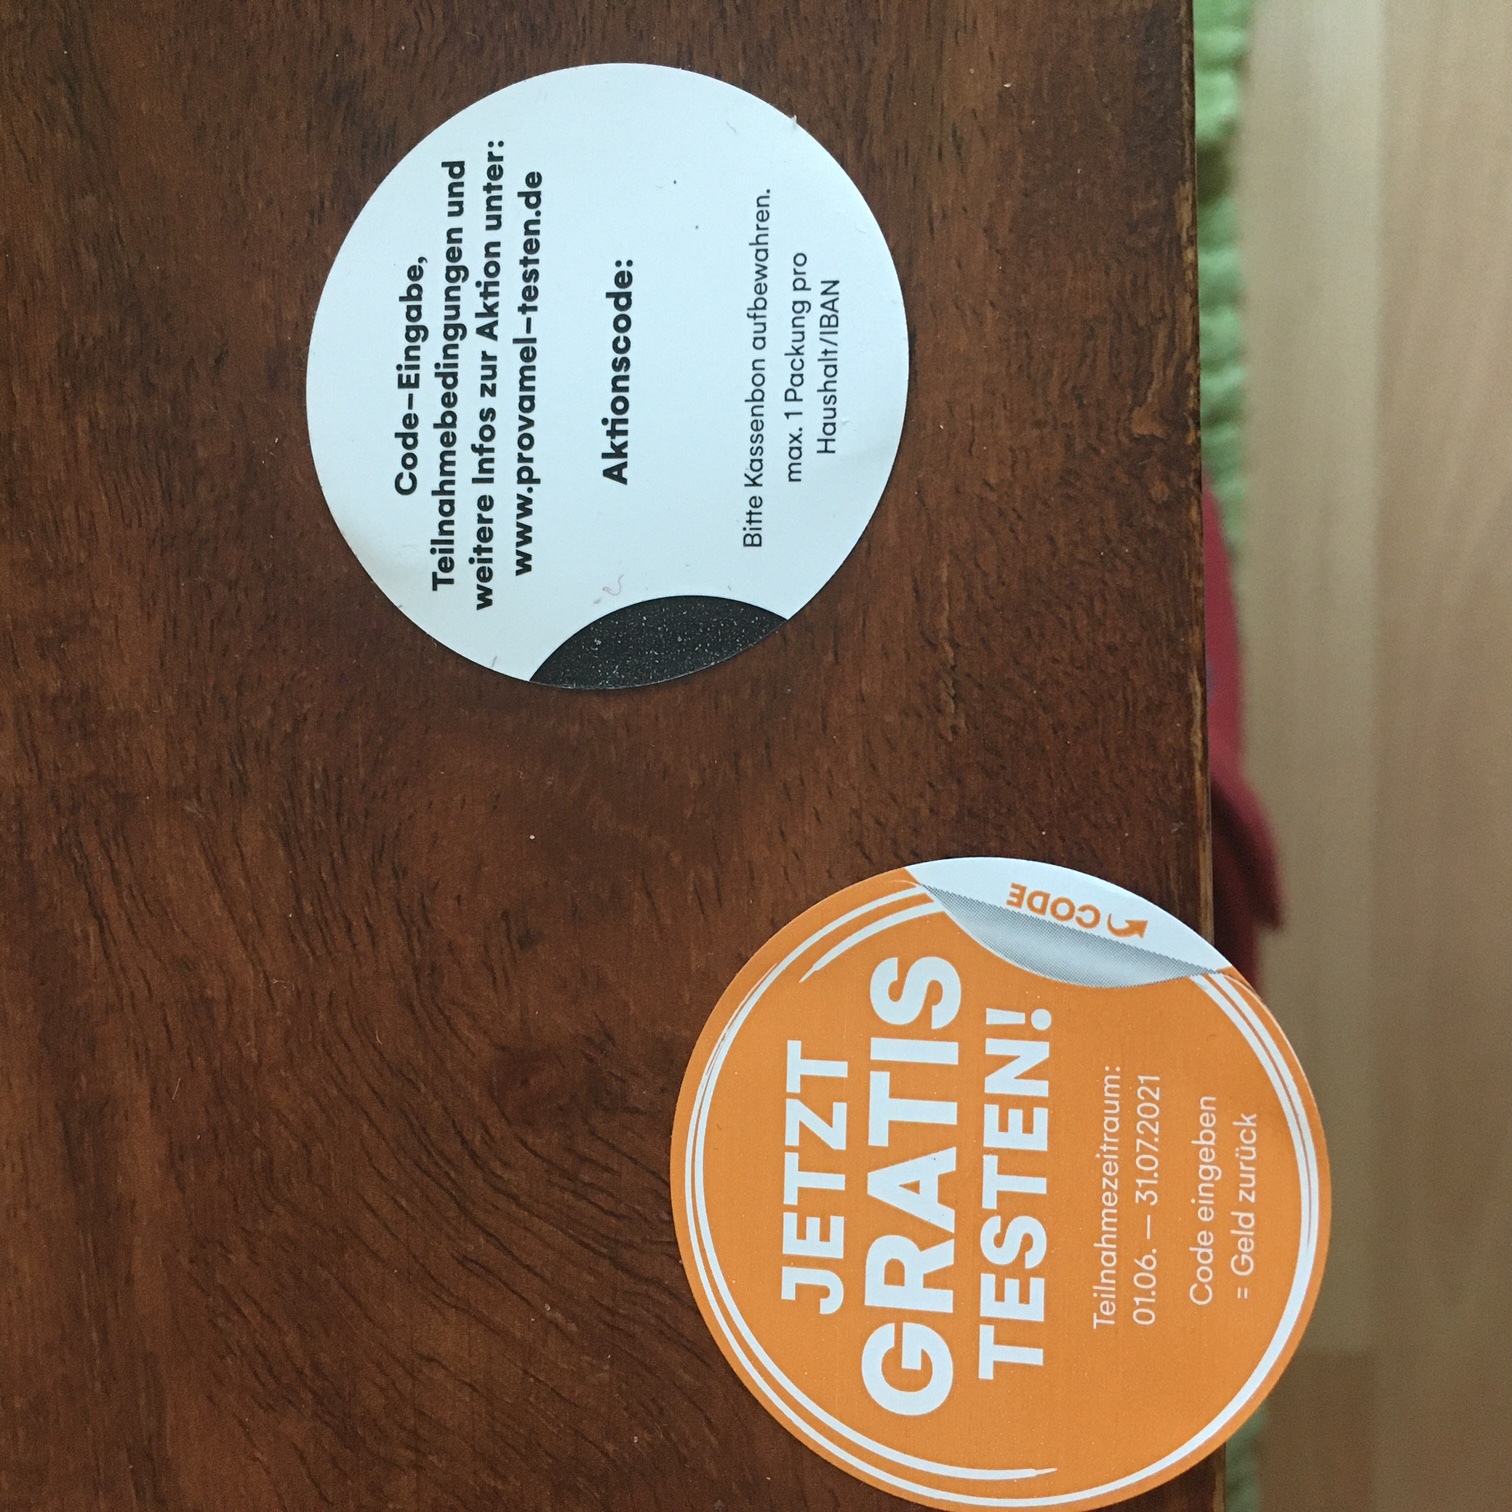 Code-Eingabe,
Teilnahmebedingungen und
weitere Infos zur Aktion unter:
www.provamel-testen.de
Aktionscode:
Bitte Kassenbon aufbewahren.
max. 1 Packung pro
Haushalt/IBAN
JETZT
GRATIS
TESTEN!
Teilnahmezeitraum:
01.06. – 31.07.2021
Code eingeben
= Geld zurück
CODE